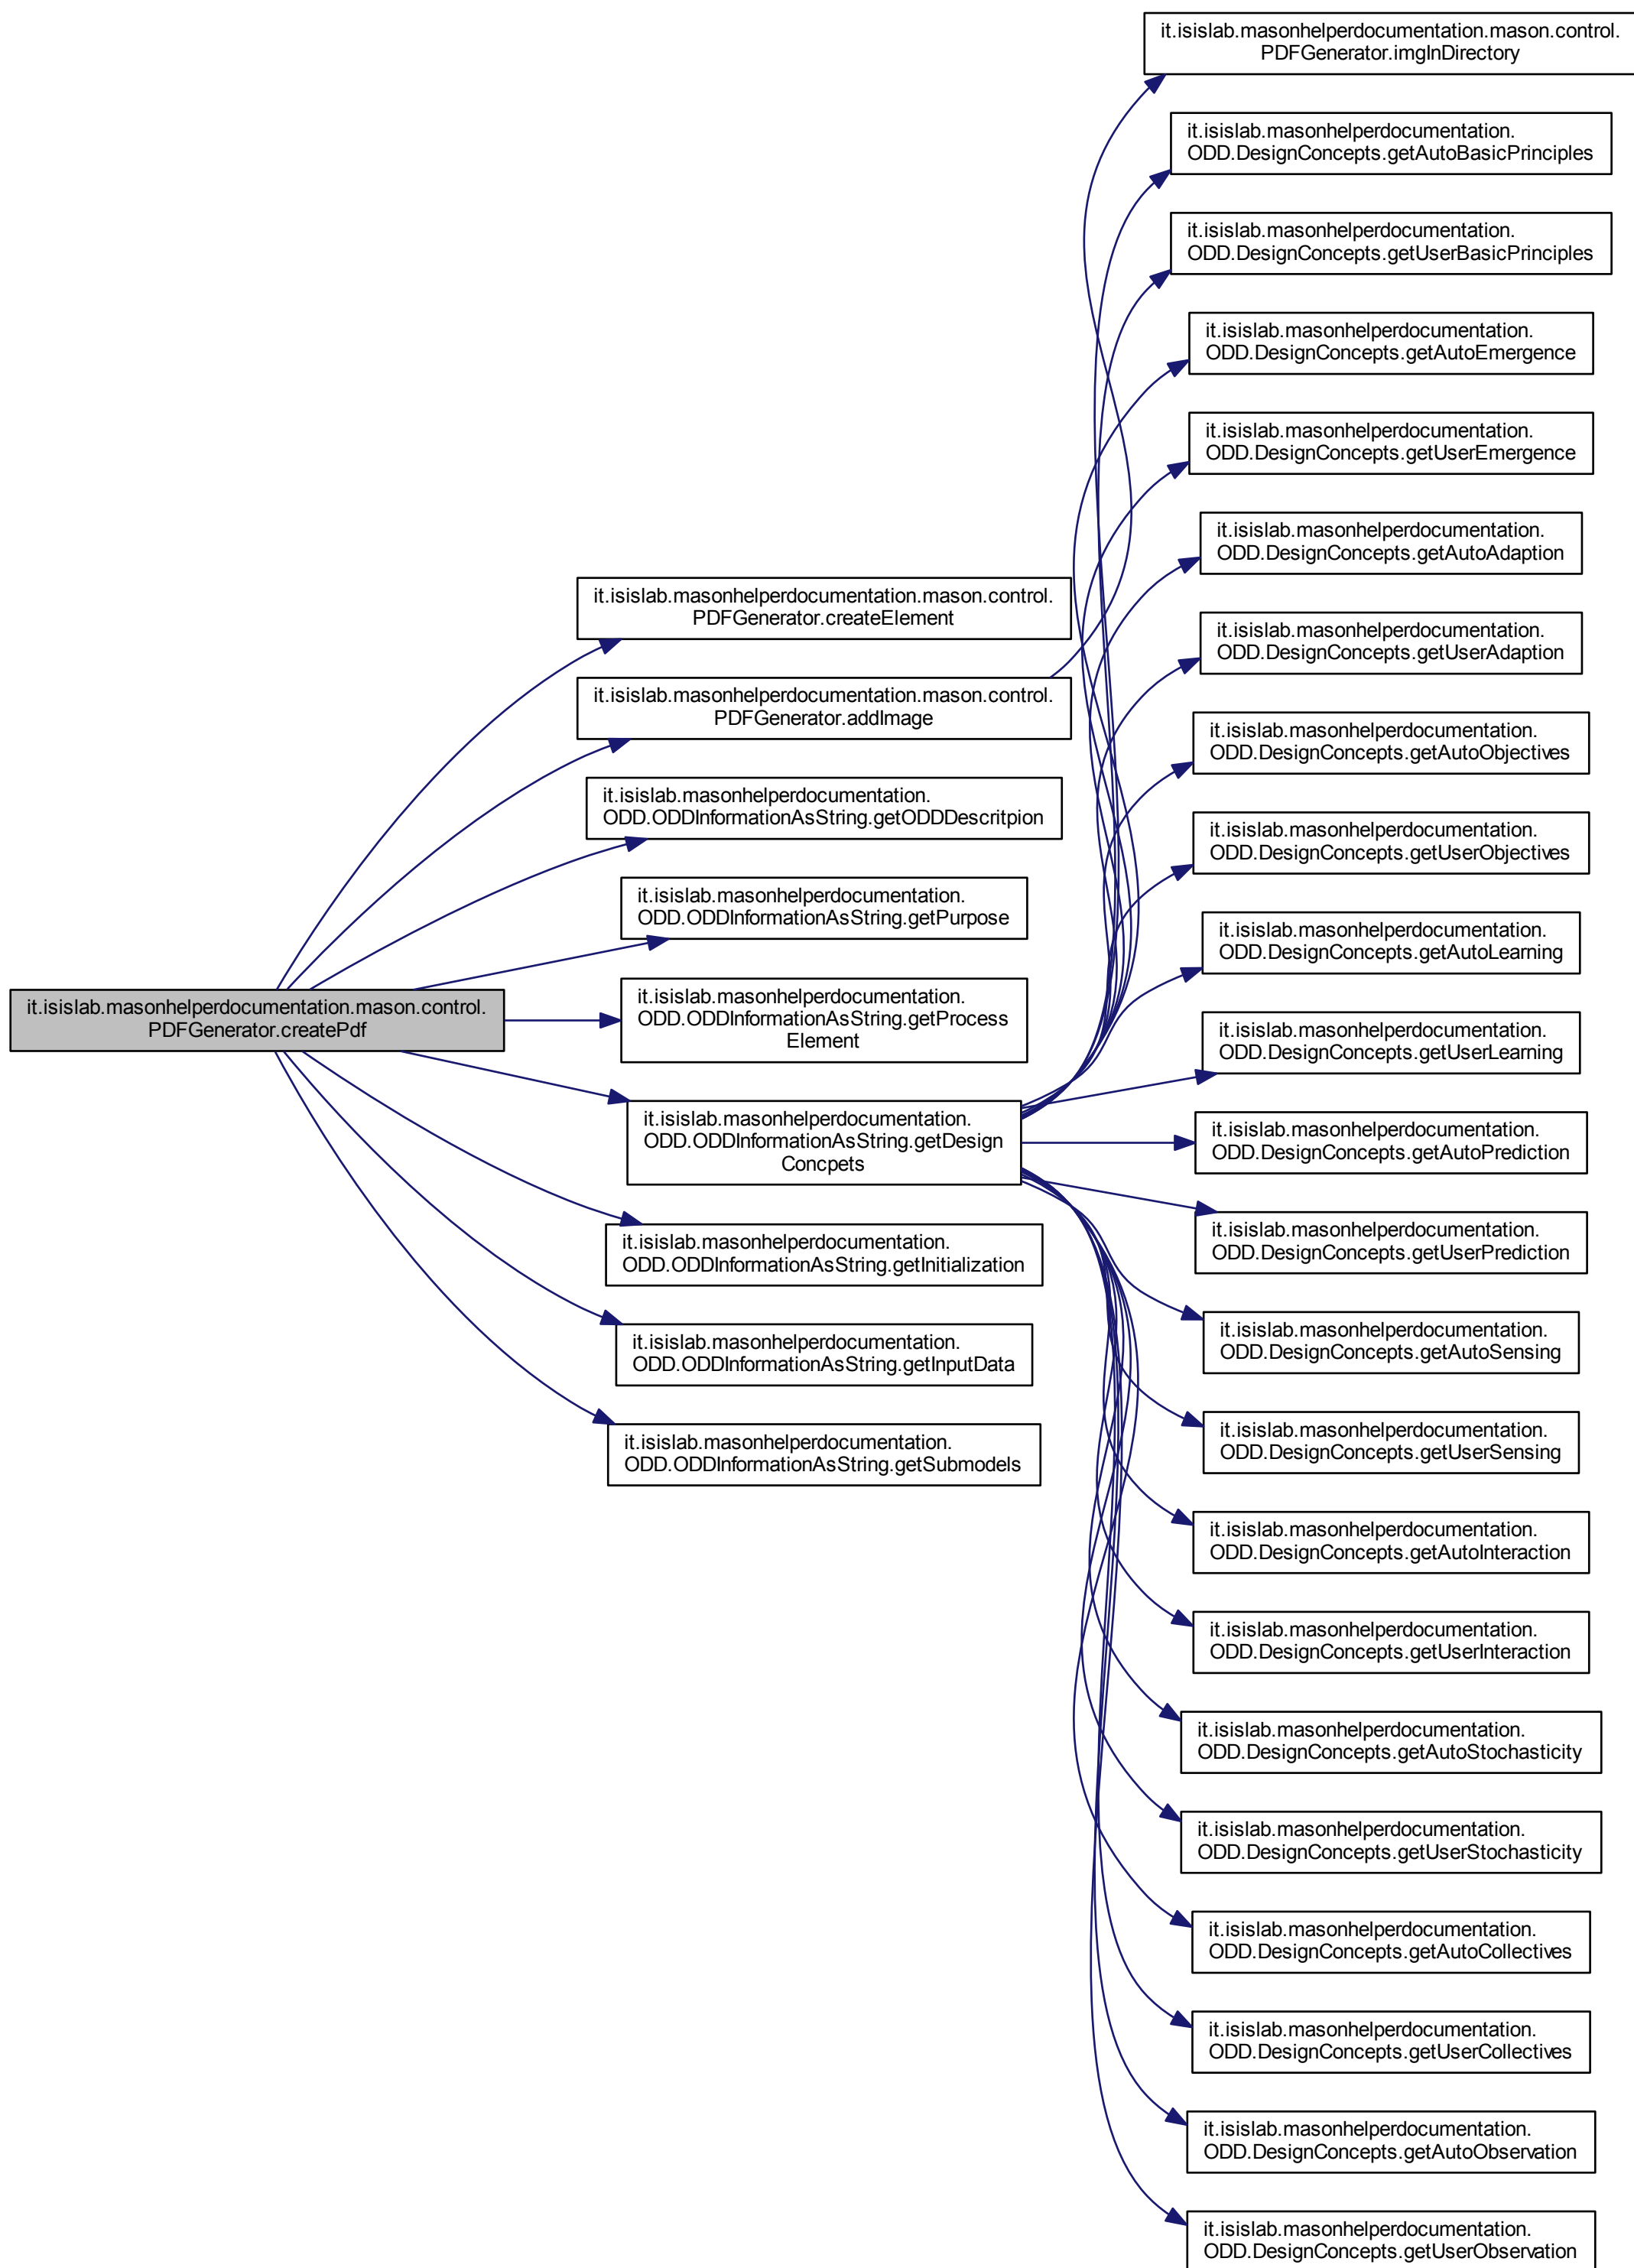 it.isislab.masonhelperdocumentation.mason.control.
PDFGenerator.createPdf
it.isislab.masonhelperdocumentation.mason.control.
PDFGenerator.createElement
it.isislab.masonhelperdocumentation.mason.control.
PDFGenerator.addImage
it.isislab.masonhelperdocumentation.
ODD.ODDInformationAsString.getODDDescritpion
it.isislab.masonhelperdocumentation.
ODD.ODDInformationAsString.getPurpose
it.isislab.masonhelperdocumentation.
ODD.ODDInformationAsString.getProcess
Element
it.isislab.masonhelperdocumentation.
ODD.ODDInformationAsString.getDesign
Concpets
it.isislab.masonhelperdocumentation.
ODD.ODDInformationAsString.getInitialization
it.isislab.masonhelperdocumentation.
ODD.ODDInformationAsString.getInputData
it.isislab.masonhelperdocumentation.
ODD.ODDInformationAsString.getSubmodels
it.isislab.masonhelperdocumentation.mason.control.
PDFGenerator.imgInDirectory
it.isislab.masonhelperdocumentation.
ODD.DesignConcepts.getAutoBasicPrinciples
it.isislab.masonhelperdocumentation.
ODD.DesignConcepts.getUserBasicPrinciples
it.isislab.masonhelperdocumentation.
ODD.DesignConcepts.getAutoEmergence
it.isislab.masonhelperdocumentation.
ODD.DesignConcepts.getUserEmergence
it.isislab.masonhelperdocumentation.
ODD.DesignConcepts.getAutoAdaption
it.isislab.masonhelperdocumentation.
ODD.DesignConcepts.getUserAdaption
it.isislab.masonhelperdocumentation.
ODD.DesignConcepts.getAutoObjectives
it.isislab.masonhelperdocumentation.
ODD.DesignConcepts.getUserObjectives
it.isislab.masonhelperdocumentation.
ODD.DesignConcepts.getAutoLearning
it.isislab.masonhelperdocumentation.
ODD.DesignConcepts.getUserLearning
it.isislab.masonhelperdocumentation.
ODD.DesignConcepts.getAutoPrediction
it.isislab.masonhelperdocumentation.
ODD.DesignConcepts.getUserPrediction
it.isislab.masonhelperdocumentation.
ODD.DesignConcepts.getAutoSensing
it.isislab.masonhelperdocumentation.
ODD.DesignConcepts.getUserSensing
it.isislab.masonhelperdocumentation.
ODD.DesignConcepts.getAutoInteraction
it.isislab.masonhelperdocumentation.
ODD.DesignConcepts.getUserInteraction
it.isislab.masonhelperdocumentation.
ODD.DesignConcepts.getAutoStochasticity
it.isislab.masonhelperdocumentation.
ODD.DesignConcepts.getUserStochasticity
it.isislab.masonhelperdocumentation.
ODD.DesignConcepts.getAutoCollectives
it.isislab.masonhelperdocumentation.
ODD.DesignConcepts.getUserCollectives
it.isislab.masonhelperdocumentation.
ODD.DesignConcepts.getAutoObservation
it.isislab.masonhelperdocumentation.
ODD.DesignConcepts.getUserObservation